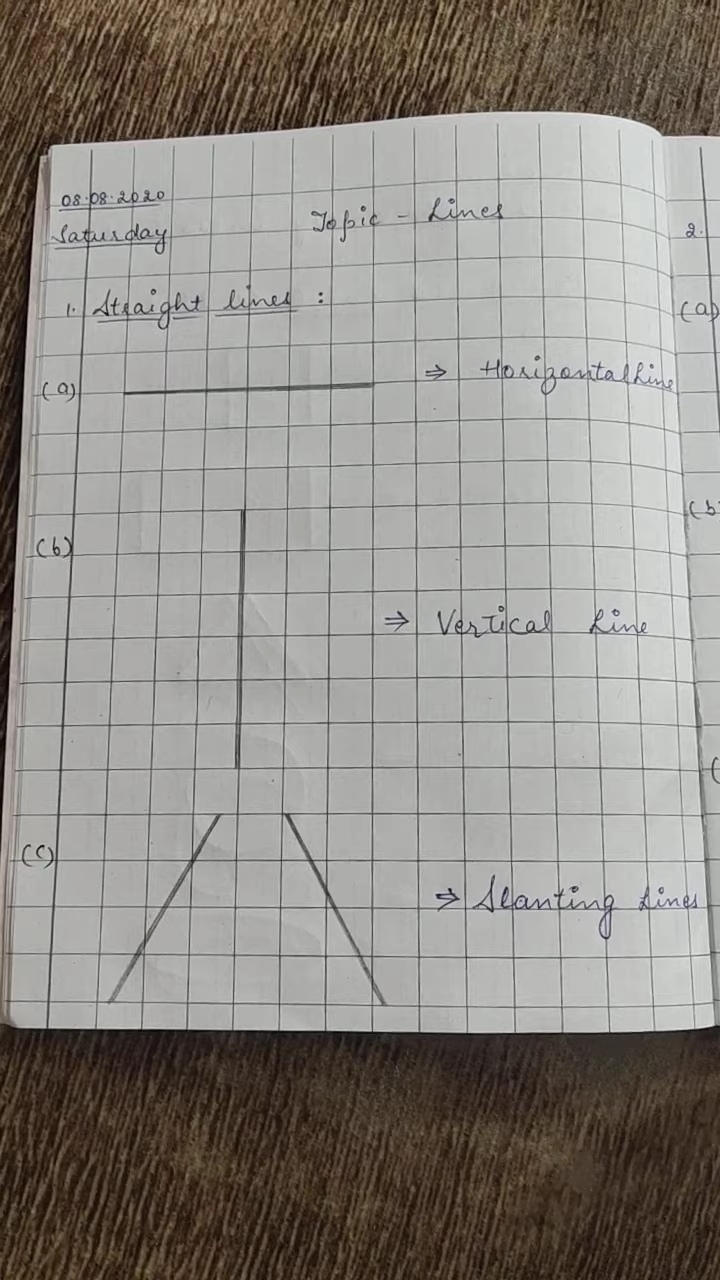 08.08.2020
Saturday
Topic - Lines
1. Straight lines :
(a) ⇒ Horizontal Line
(b) ⇒ Vertical Line
(c) ⇒ Slanting Lines
2.
(a)
(b
(